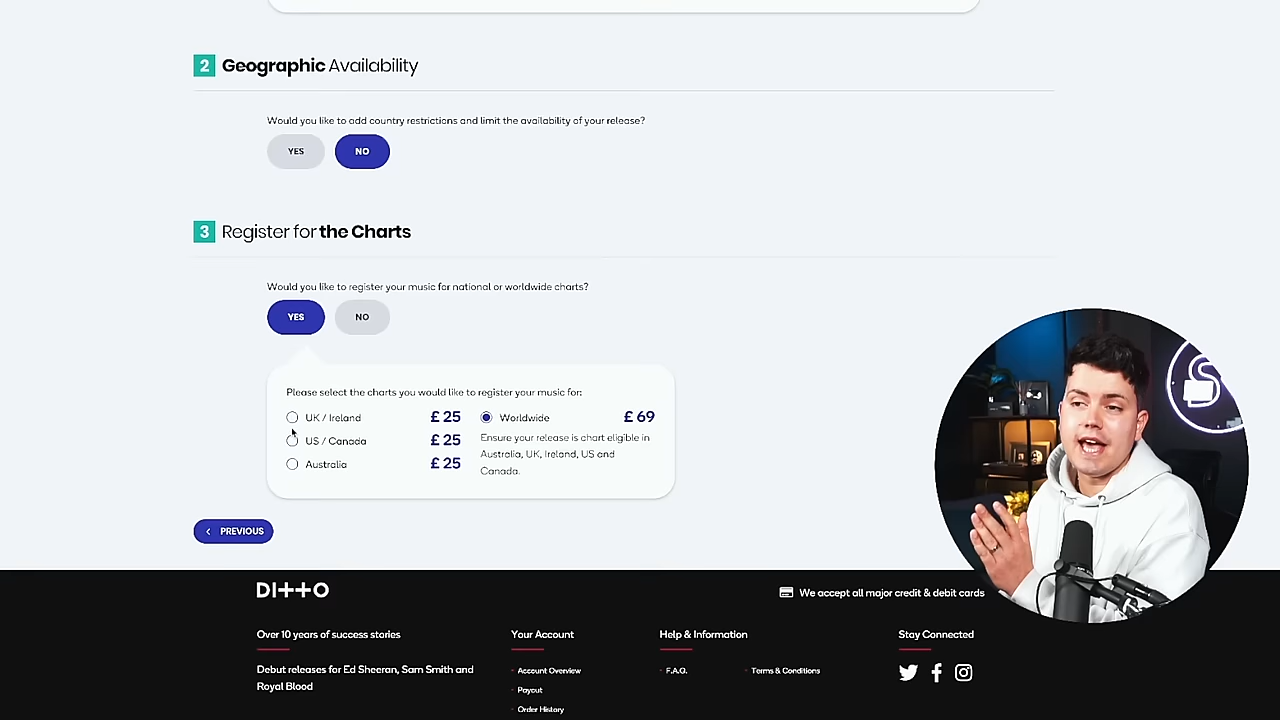 2 Geographic Availability
Would you like to add country restrictions and limit the availability of your release?
YES NO
3 Register for the Charts
Would you like to register your music for national or worldwide charts?
YES NO
Please select the charts you would like to register your music for:
UK / Ireland £ 25
US / Canada £ 25
Australia £ 25
Worldwide £ 69
Ensure your release is chart eligible in
Australia, UK, Ireland, US and
Canada.
< PREVIOUS
DITTO
We accept all major credit & debit cards
Over 10 years of success stories
Debut releases for Ed Sheeran, Sam Smith and
Royal Blood
Your Account
Account Overview
Payout
Order History
Help & Information
F.A.Q.
Terms & Conditions
Stay Connected